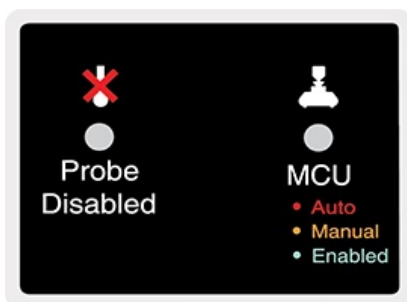 Probe
Disabled
MCU
• Auto
• Manual
• Enabled